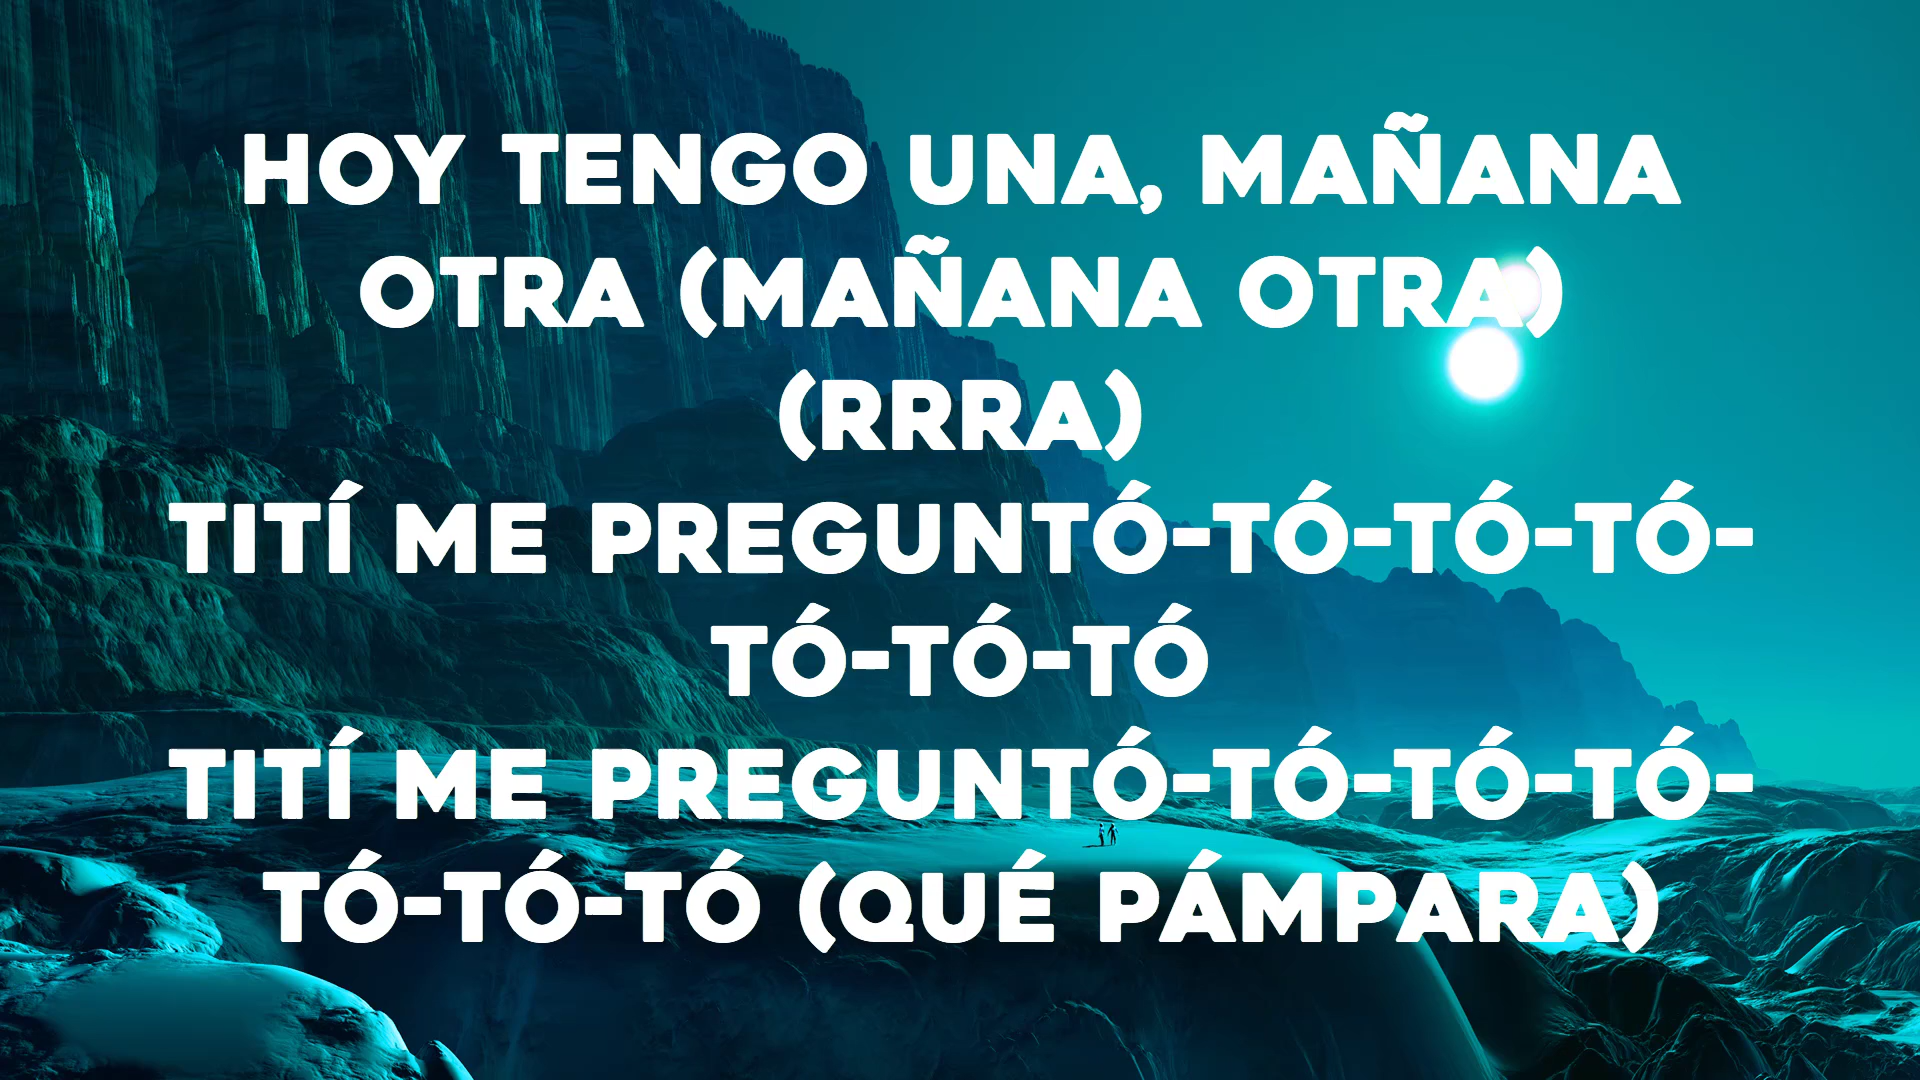 HOY TENGO UNA, MAÑANA
OTRA (MAÑANA OTRA)
(RRRA)
TITÍ ME PREGUNTÓ-TÓ-TÓ-TÓ-
TÓ-TÓ-TÓ
TITÍ ME PREGUNTÓ-TÓ-TÓ-TÓ-
TÓ-TÓ-TÓ (QUÉ PÁMPARA)